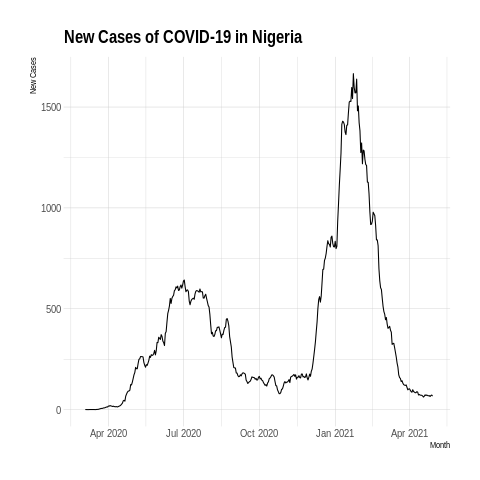 New Cases of COVID-19 in Nigeria
New Cases
1500
1000
500
0
Apr 2020 Jul 2020 Oct 2020 Jan 2021 Apr 2021
Month